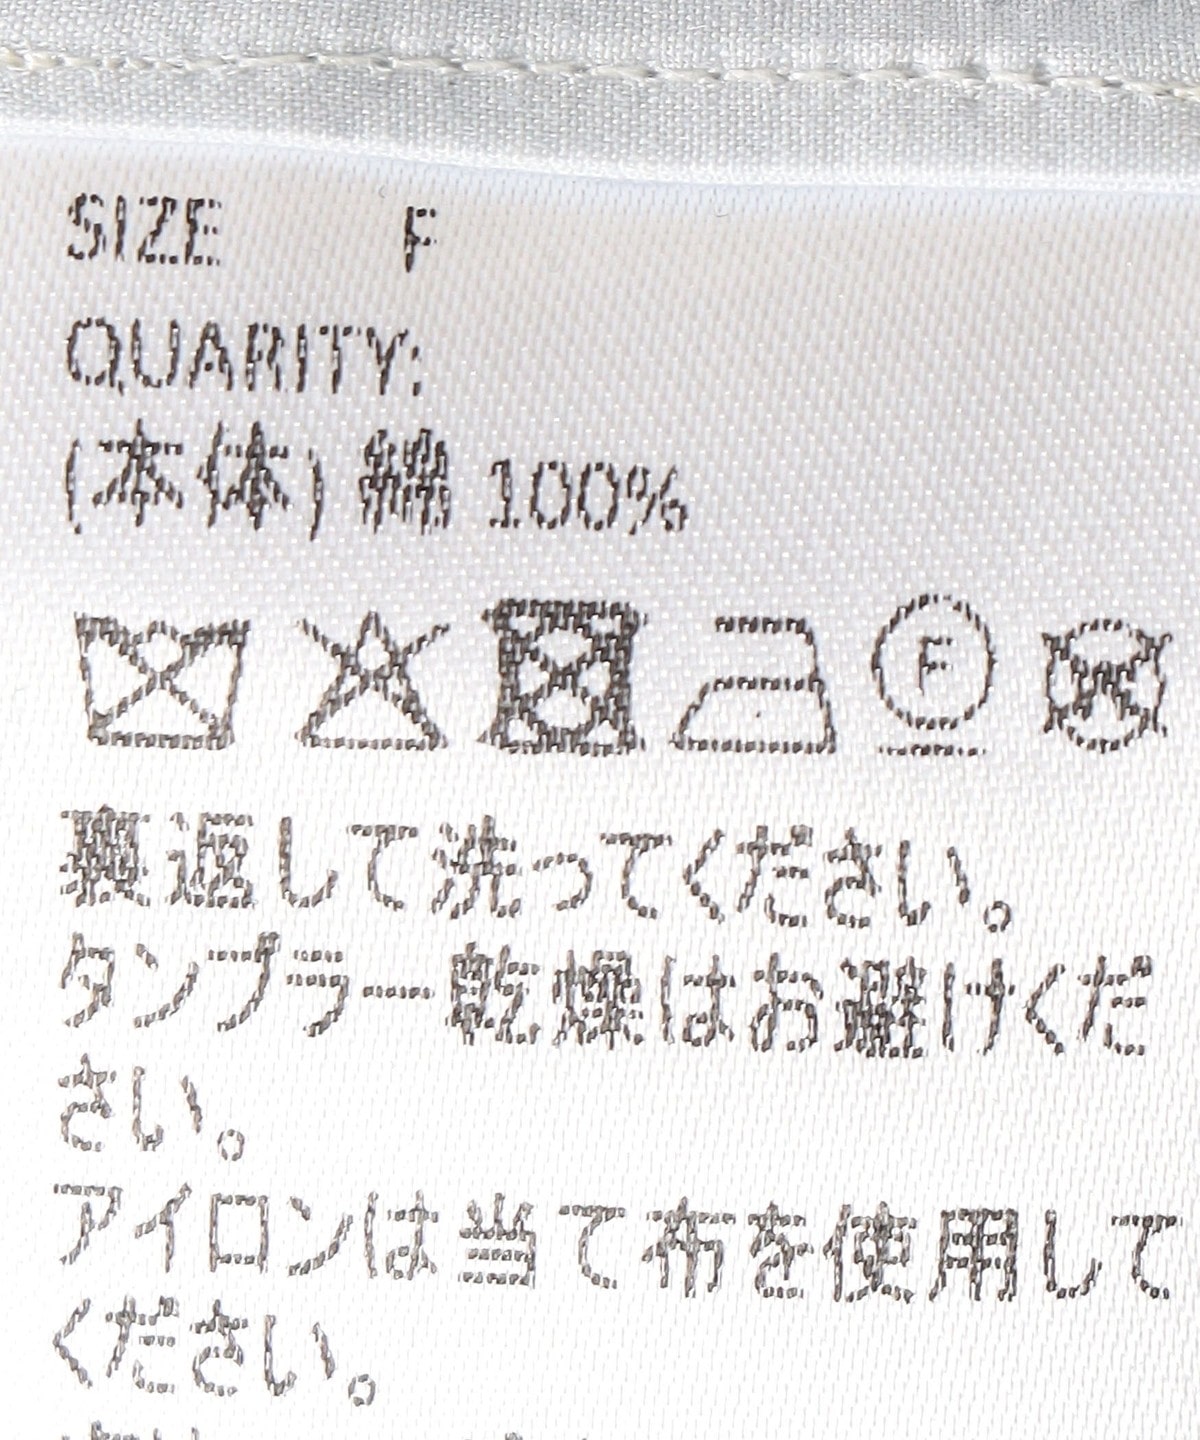 SIZE F
QUARITY:
(本体) 綿 100%
F
裏返して洗ってください。
タンブラー乾燥はお避けくだ
さい。
アイロンは当て布を使用して
ください。